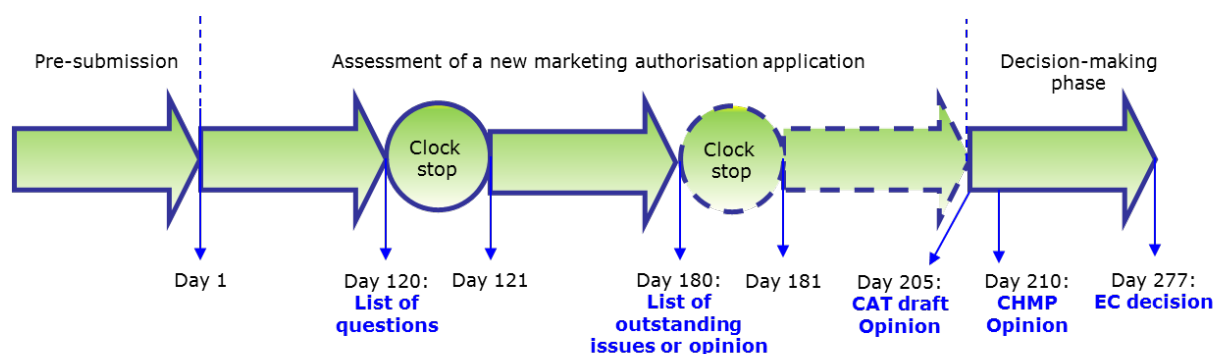 Pre-submission
Assessment of a new marketing authorisation application
Decision-making
phase
Clock
stop
Clock
stop
Day 1
Day 120:
List of
questions
Day 121
Day 180:
List of
outstanding
issues or opinion
Day 181
Day 205:
CAT draft
Opinion
Day 210:
CHMP
Opinion
Day 277:
EC decision